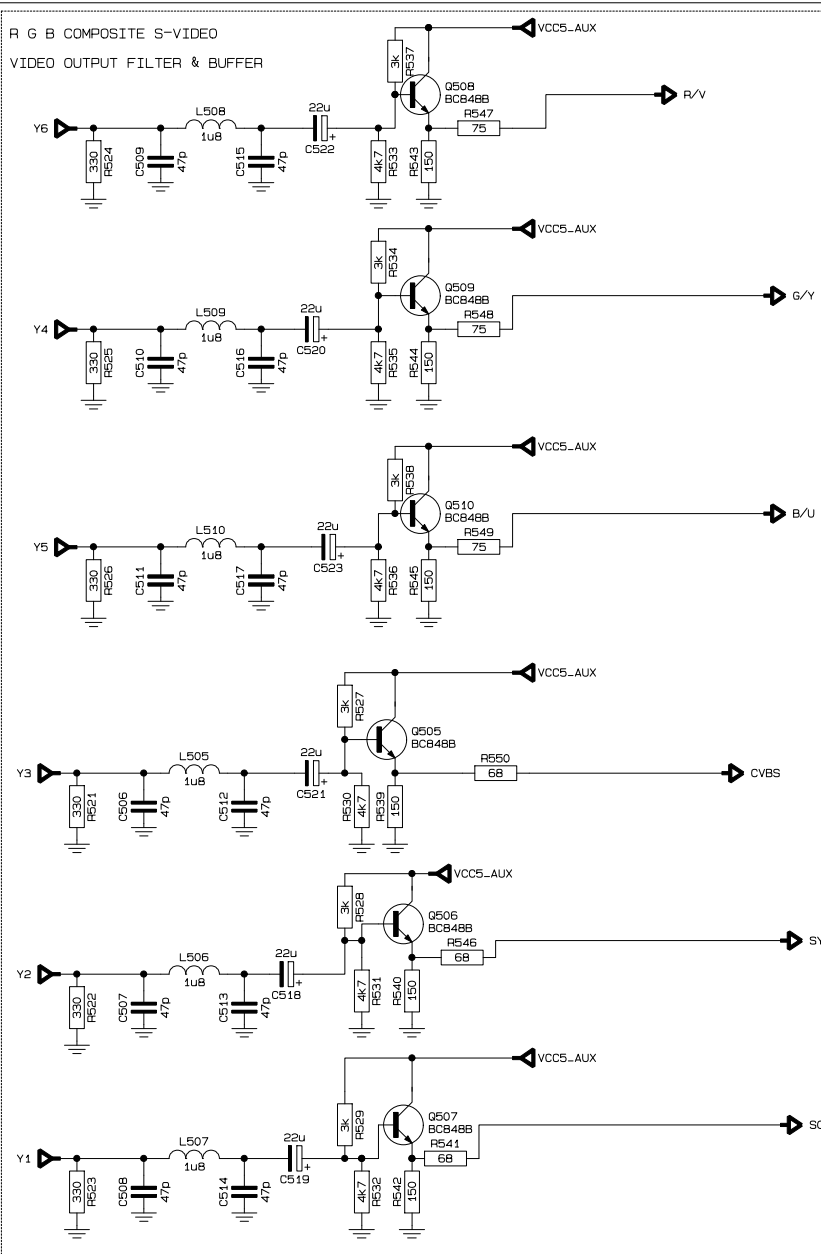 R G B COMPOSITE S-VIDEO
VIDEO OUTPUT FILTER & BUFFER
VCC5_AUX
3k
R537
Q508
BC848B
R547
75
R/V
Y6
330
R524
C509
47p
L508
1u8
C515
47p
22u
+
C522
4k7
R533
R543
150
VCC5_AUX
3k
R534
Q509
BC848B
R548
75
G/Y
Y4
330
R525
C510
47p
L509
1u8
C516
47p
22u
+
C520
4k7
R535
R544
150
VCC5_AUX
3k
R538
Q510
BC848B
R549
75
B/U
Y5
330
R526
C511
47p
L510
1u8
C517
47p
22u
+
C523
4k7
R536
R545
150
VCC5_AUX
3k
R527
Q505
BC848B
R550
68
CVBS
Y3
330
R521
C506
47p
L505
1u8
C512
47p
22u
+
C521
R530
4k7
R539
150
VCC5_AUX
3k
R528
Q506
BC848B
R546
68
SY
Y2
330
R522
C507
47p
L506
1u8
C513
47p
22u
+
C518
4k7
R531
R540
150
VCC5_AUX
3k
R529
Q507
BC848B
R541
68
Y1
330
R523
C508
47p
L507
1u8
C514
47p
22u
+
C519
4k7
R532
R542
150